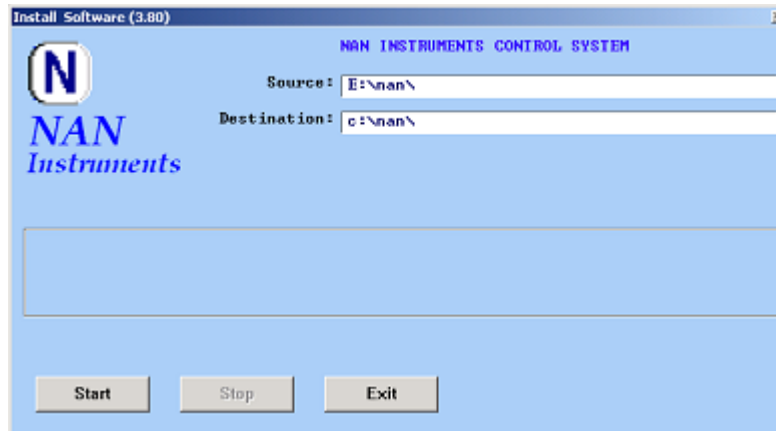 Install Software (3.80)
NAN INSTRUMENTS CONTROL SYSTEM
N
Source: E:\nan\
Destination: c:\nan\
NAN
Instruments
Start Stop Exit